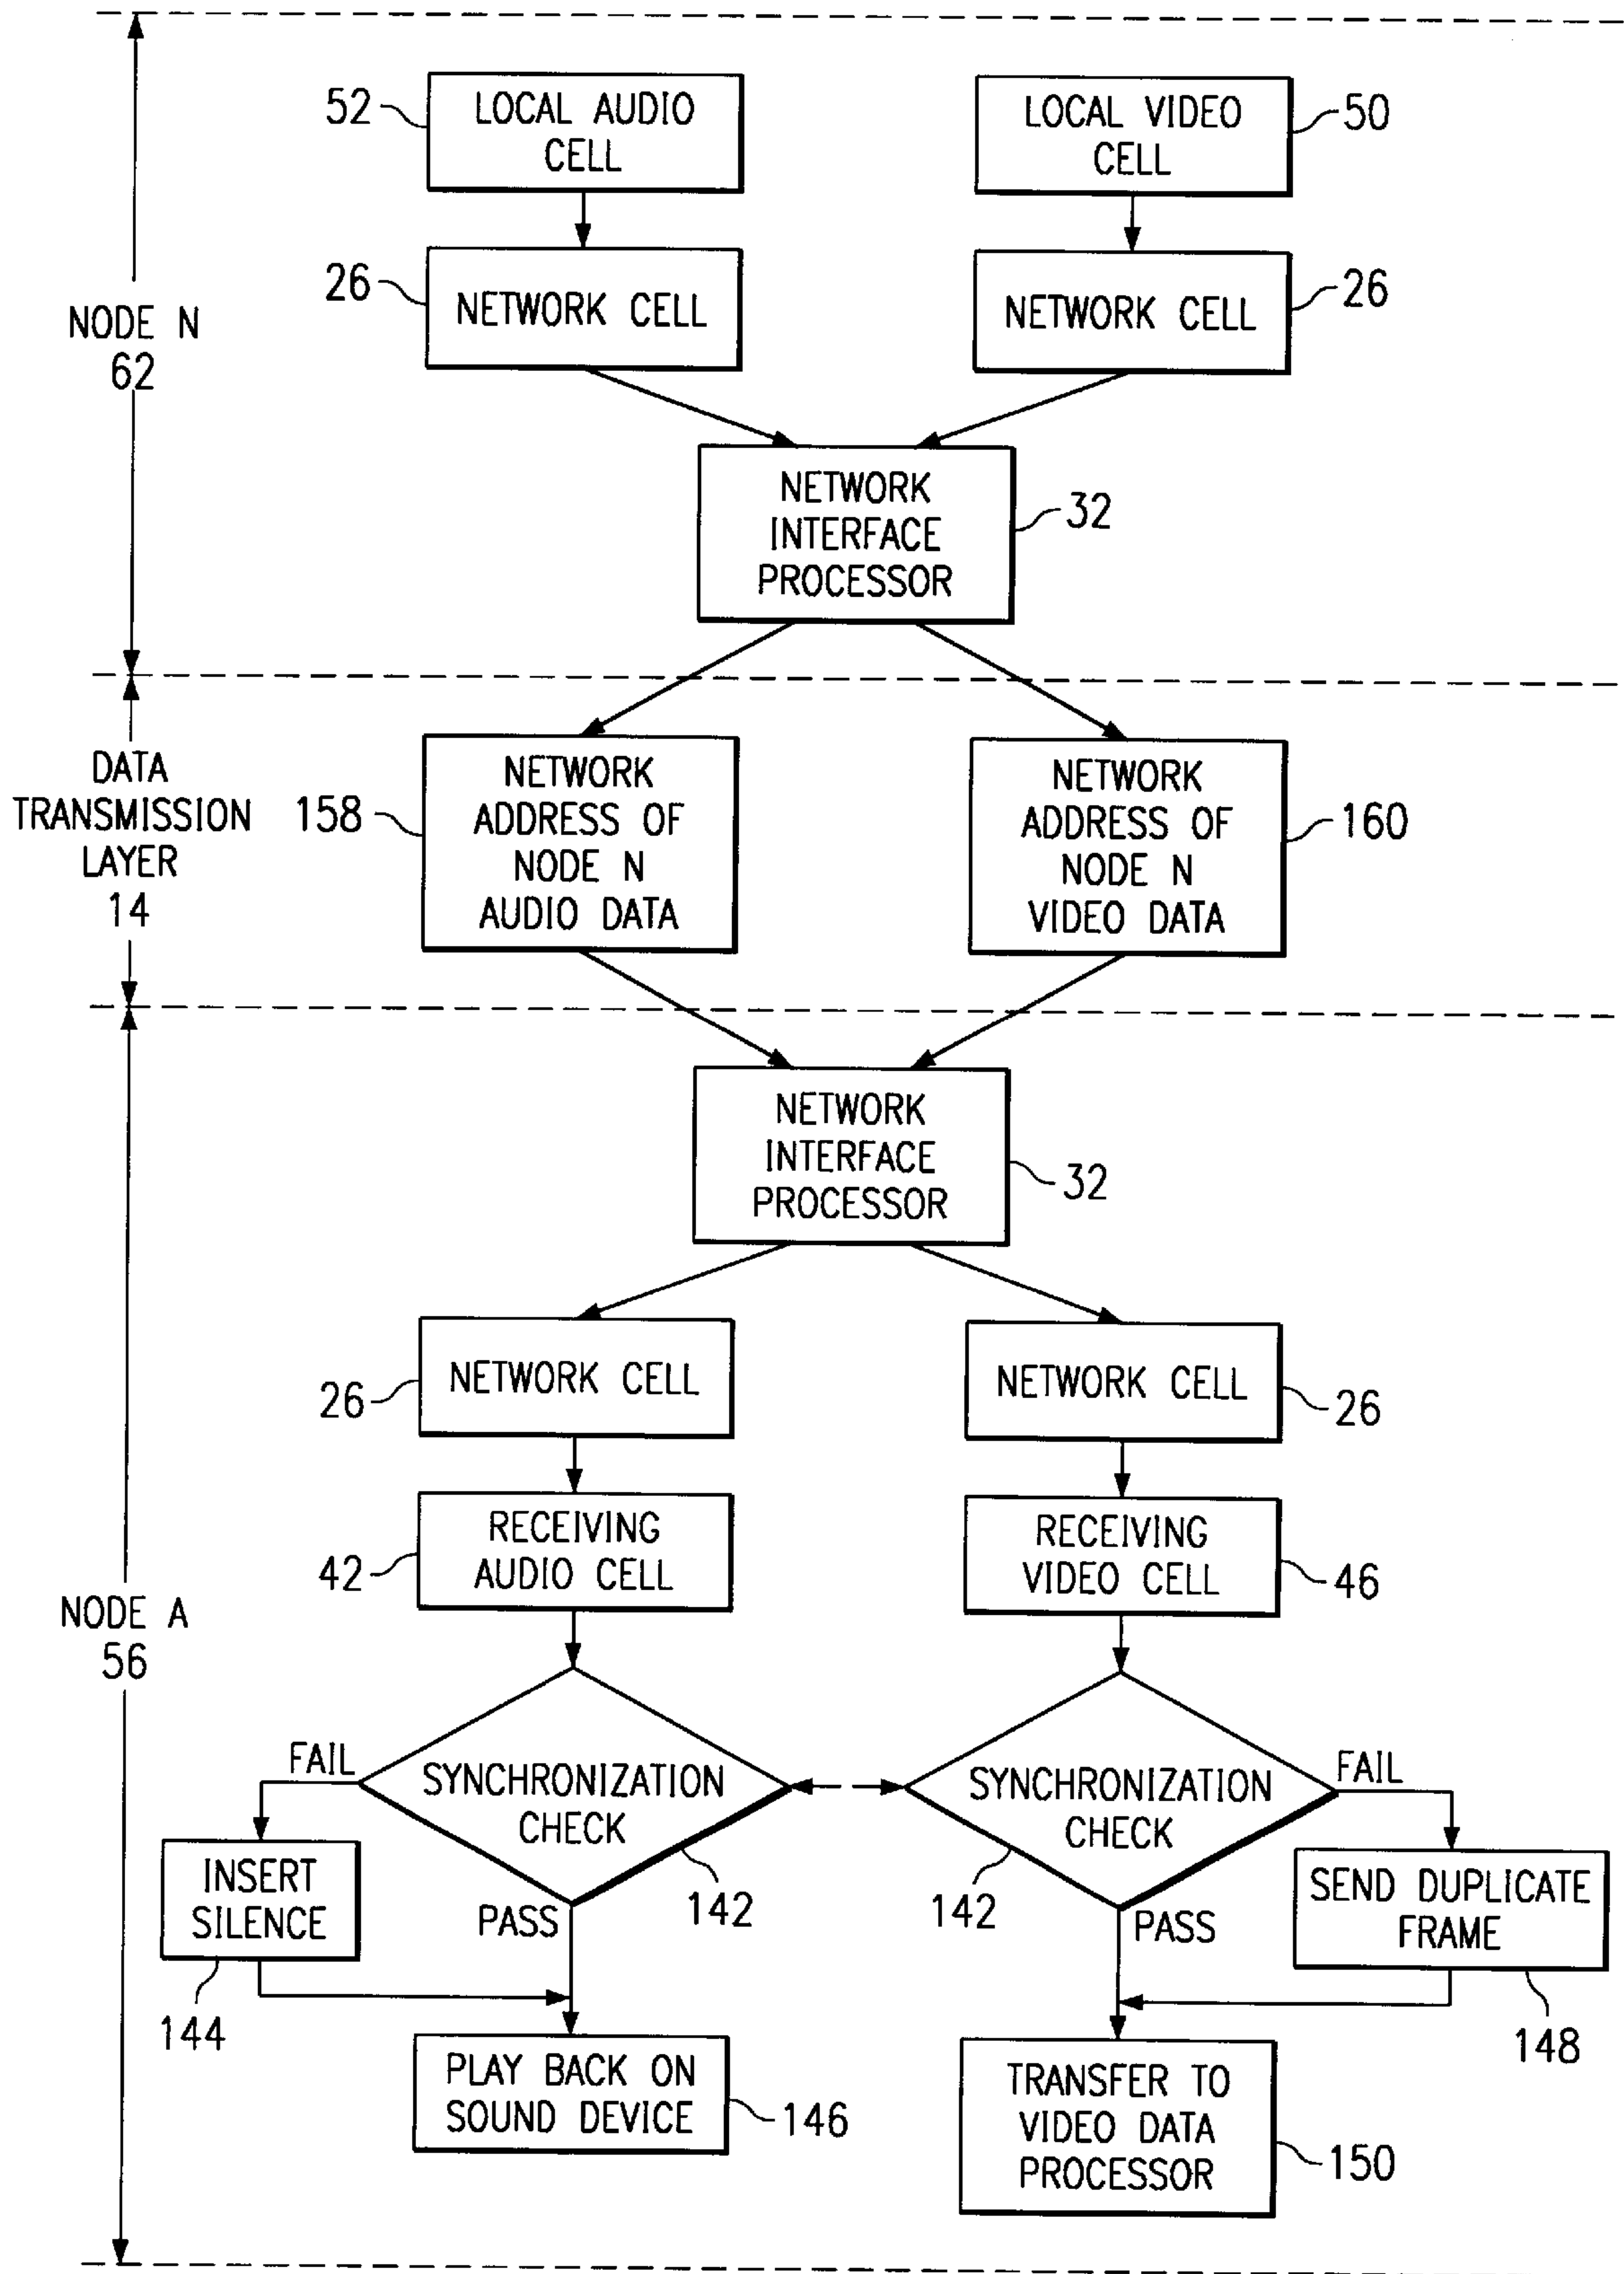 52
LOCAL AUDIO
CELL
LOCAL VIDEO
CELL
50
26
NETWORK CELL
NETWORK CELL
26
NODE N
62
NETWORK
INTERFACE
PROCESSOR
32
DATA
TRANSMISSION
LAYER
14
158
NETWORK
ADDRESS OF
NODE N
AUDIO DATA
NETWORK
ADDRESS OF
NODE N
VIDEO DATA
160
NETWORK
INTERFACE
PROCESSOR
32
26
NETWORK CELL
NETWORK CELL
26
42
RECEIVING
AUDIO CELL
RECEIVING
VIDEO CELL
46
NODE A
56
FAIL
SYNCHRONIZATION
CHECK
142
PASS
SYNCHRONIZATION
CHECK
142
PASS
FAIL
INSERT
SILENCE
144
SEND DUPLICATE
FRAME
148
PLAY BACK ON
SOUND DEVICE
146
TRANSFER TO
VIDEO DATA
PROCESSOR
150